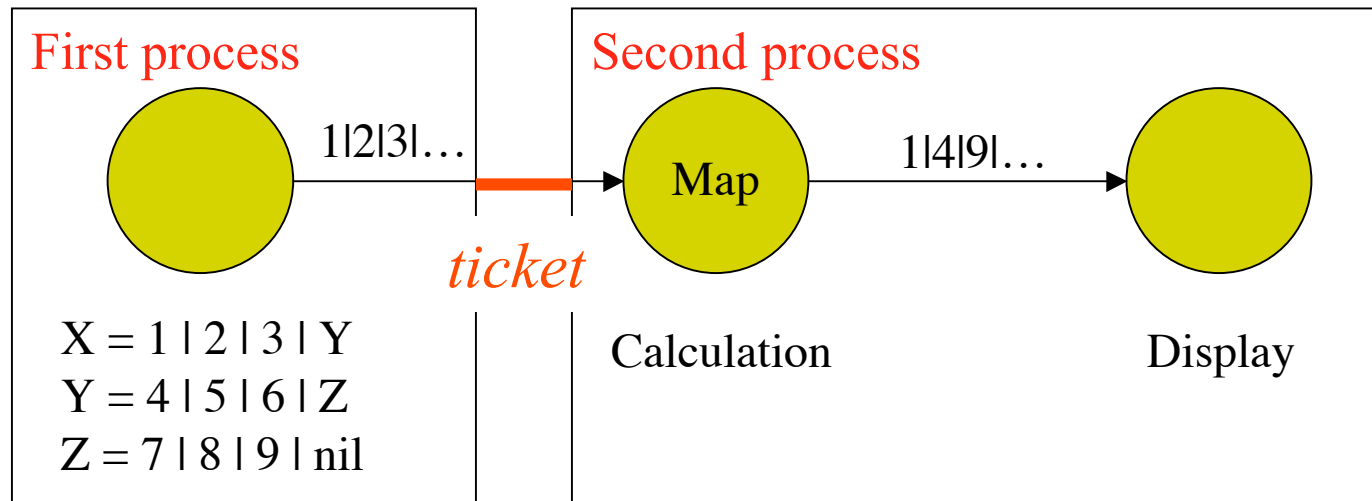 First process
Second process
1|2|3|…
Map
1|4|9|…
ticket
X = 1 | 2 | 3 | Y
Y = 4 | 5 | 6 | Z
Z = 7 | 8 | 9 | nil
Calculation
Display